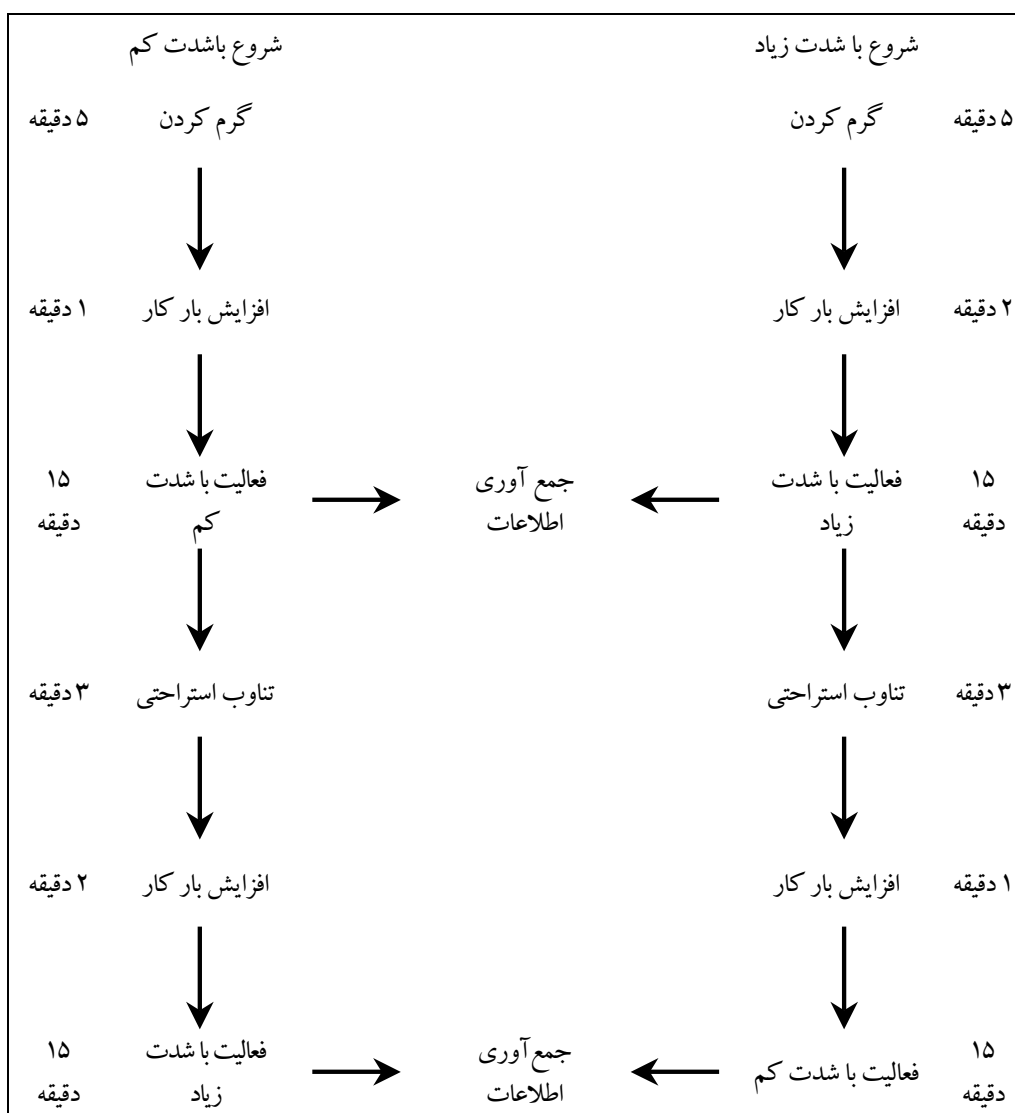 شروع با شدت زیاد
شروع باشدت کم
۵ دقیقه
گرم کردن
گرم کردن
۵ دقیقه
۲ دقیقه
افزایش بار کار
افزایش بار کار
۱ دقیقه
۱۵
دقیقه
فعالیت با شدت
زیاد
جمع آوری
اطلاعات
فعالیت با شدت
کم
۱۵
دقیقه
۳ دقیقه
تناوب استراحتی
تناوب استراحتی
۳ دقیقه
۱ دقیقه
افزایش بار کار
افزایش بار کار
۲ دقیقه
۱۵
دقیقه
فعالیت با شدت کم
جمع آوری
اطلاعات
فعالیت با شدت
زیاد
۱۵
دقیقه